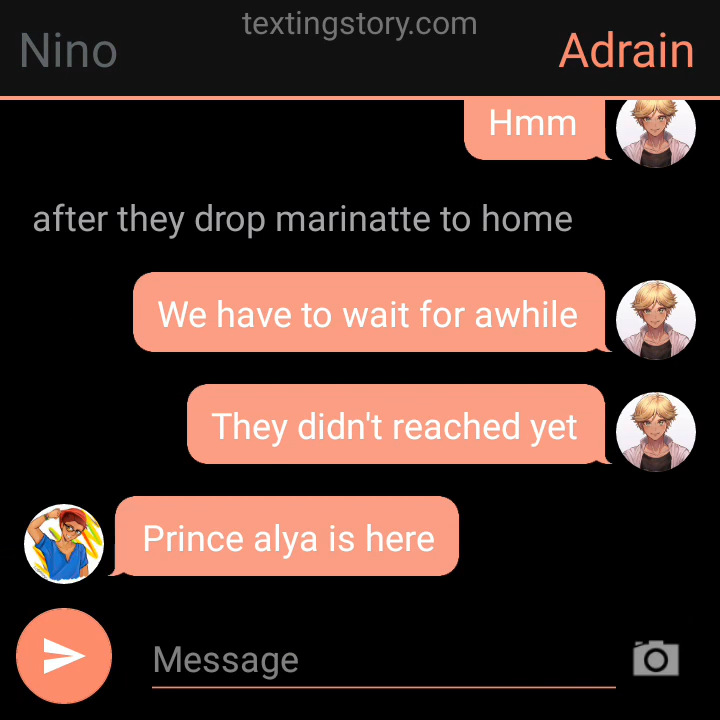 textingstory.com
Nino
Adrain
Hmm
after they drop marinatte to home
We have to wait for awhile
They didn't reached yet
Prince alya is here
Message